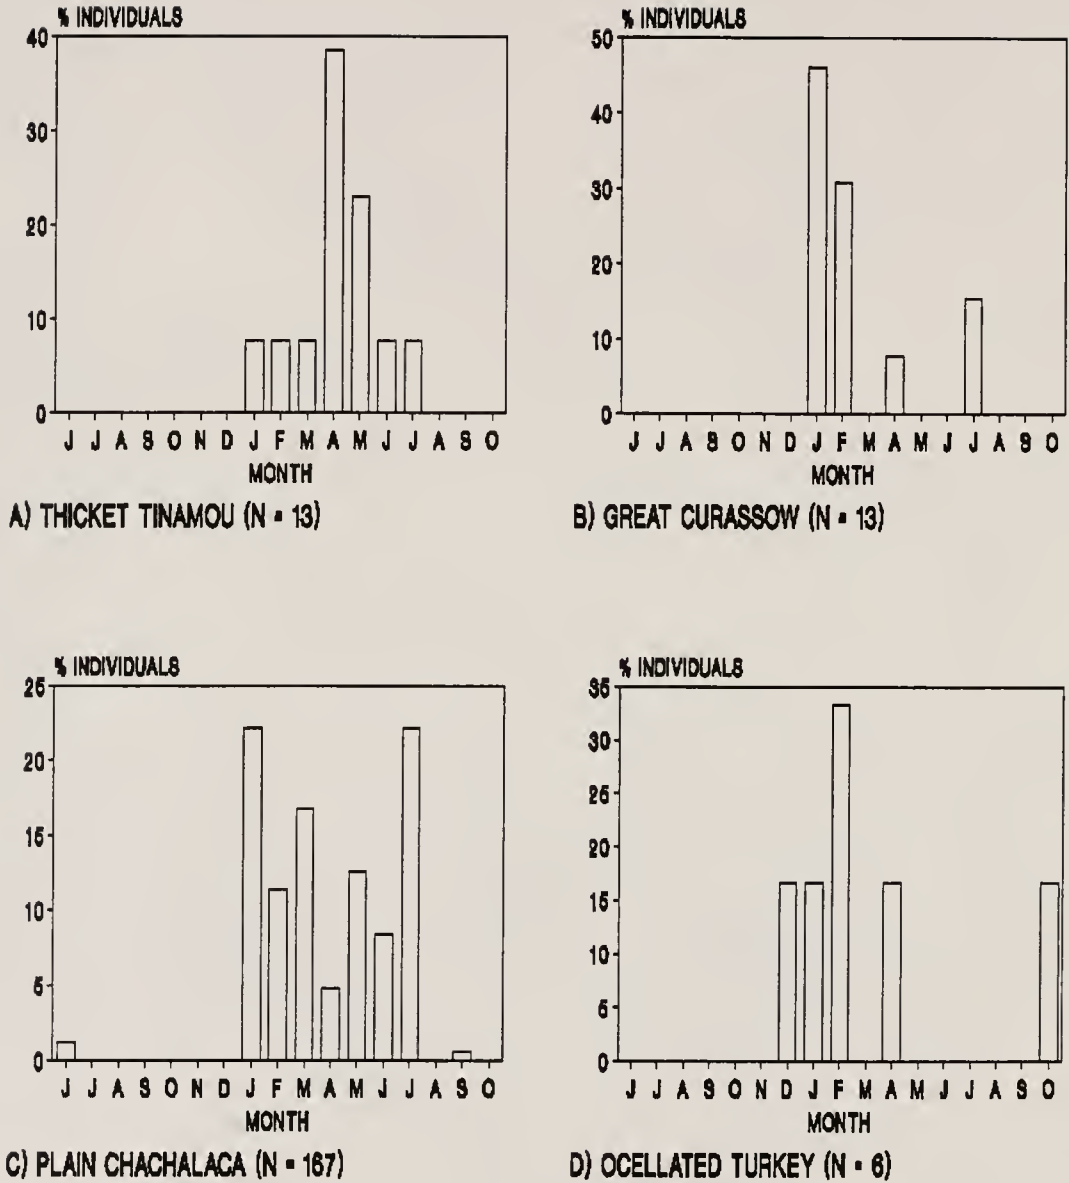 % INDIVIDUALS
40
30
20
10
0
J J A S O N D J F M A M J J A S O
MONTH
A) THICKET TINAMOU (N = 13)
% INDIVIDUALS
50
40
30
20
10
0
J J A S O N D J F M A M J J A S O
MONTH
B) GREAT CURASSOW (N = 13)
% INDIVIDUALS
25
20
15
10
5
0
J J A S O N D J F M A M J J A S O
MONTH
C) PLAIN CHACHALACA (N = 167)
% INDIVIDUALS
35
30
25
20
15
10
5
0
J J A S O N D J F M A M J J A S O
MONTH
D) OCELLATED TURKEY (N = 6)